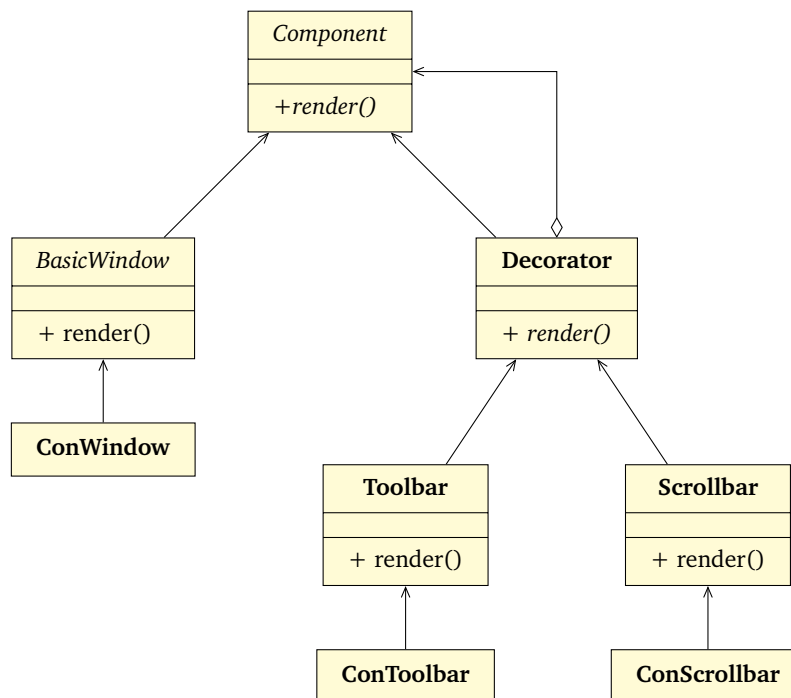 Component
+render()
BasicWindow
+ render()
Decorator
+ render()
ConWindow
Toolbar
+ render()
Scrollbar
+ render()
ConToolbar
ConScrollbar